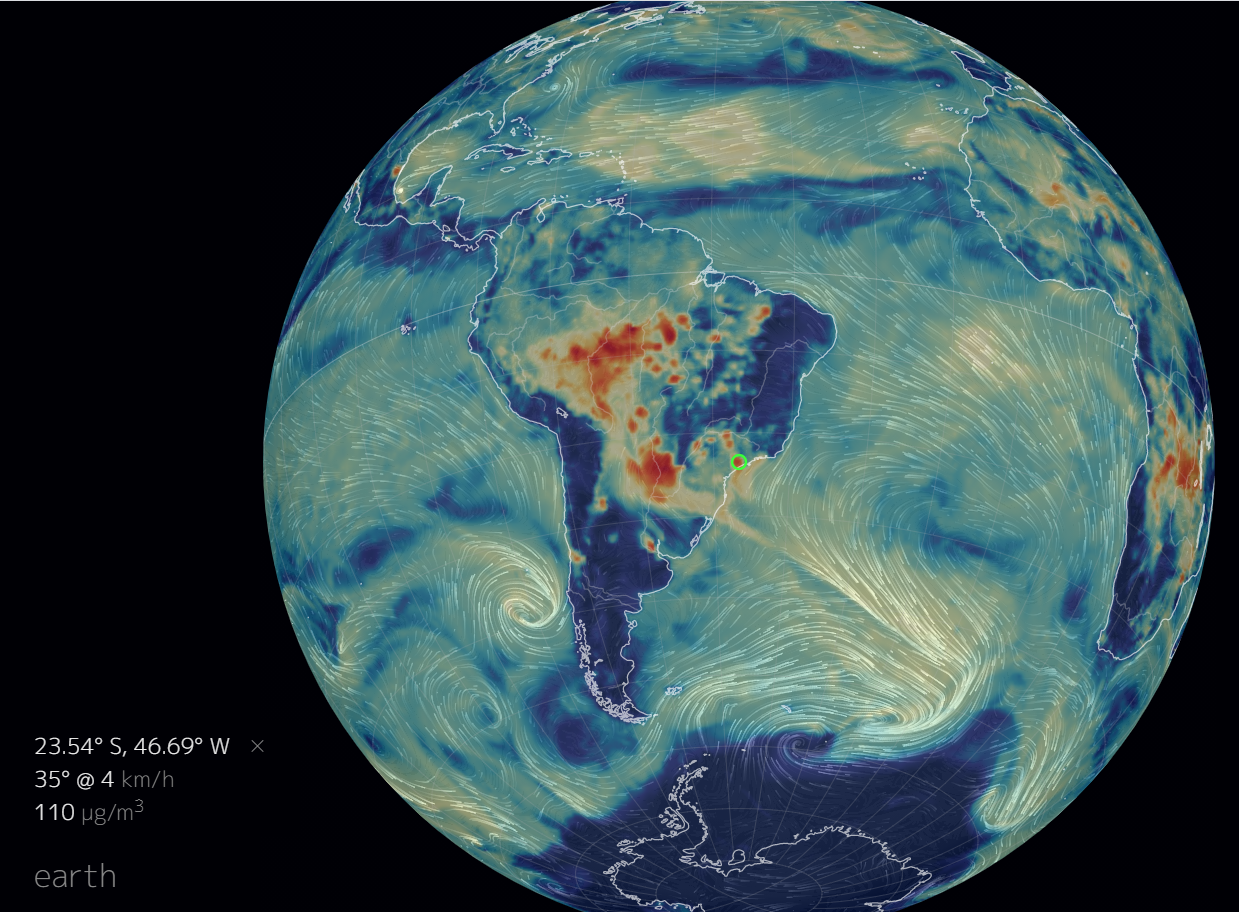 23.54° S, 46.69° W ×
35° @ 4 km/h
110 µg/m³
earth